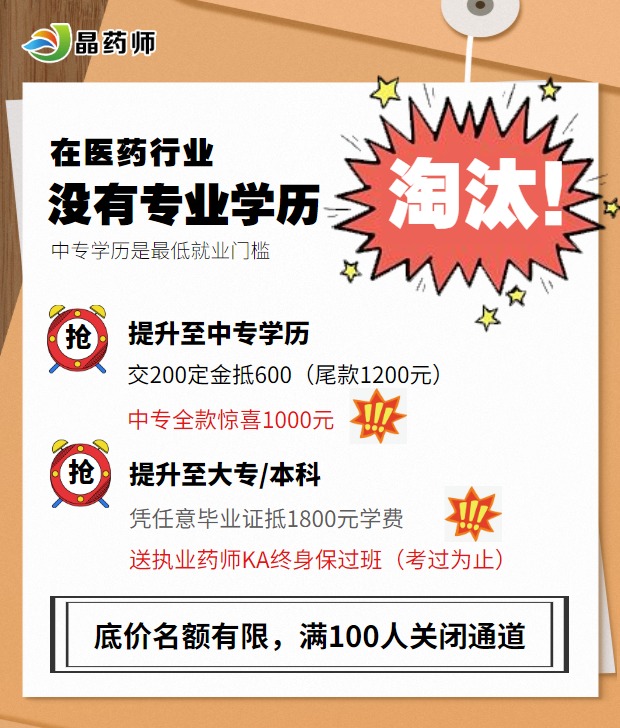 晶药师
在医药行业
没有专业学历
淘汰!
中专学历是最低就业门槛
抢
提升至中专学历
交200定金抵600（尾款1200元）
中专全款惊喜1000元
!!!
抢
提升至大专/本科
凭任意毕业证抵1800元学费
!!!
送执业药师KA终身保过班（考过为止）
底价名额有限，满100人关闭通道